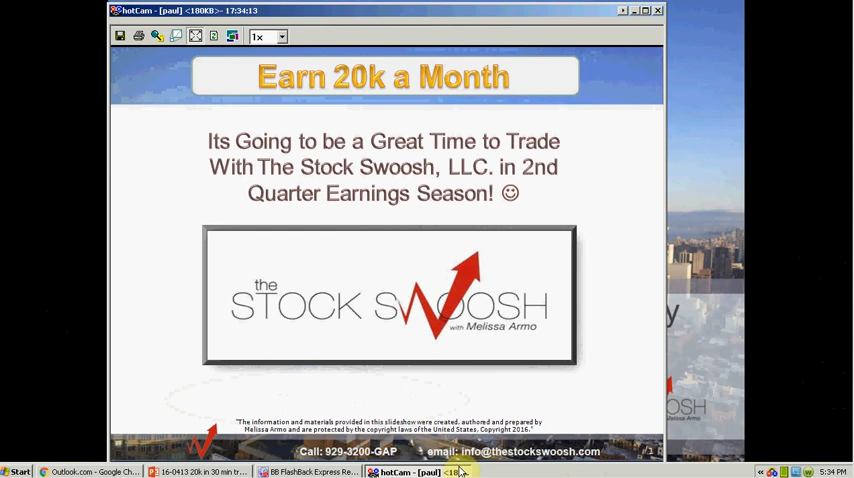 hotCam - [paul] <180KB>- 17:34:13
1x
Earn 20k a Month
Its Going to be a Great Time to Trade
With The Stock Swoosh, LLC. in 2nd
Quarter Earnings Season! ☺
the
STOCK SWOOSH
with Melissa Armo
y
OSH
"The information and materials provided in this slideshow were created, authored and prepared by
Melissa Armo and are protected by the copyright laws of the United States. Copyright 2016."
Call: 929-3200-GAP email: info@thestockswoosh.com
Start Outlook.com - Google Ch... 16-0413 20k in 30 min tr... BB FlashBack Express Re... hotCam - [paul] <18 « 5:34 PM